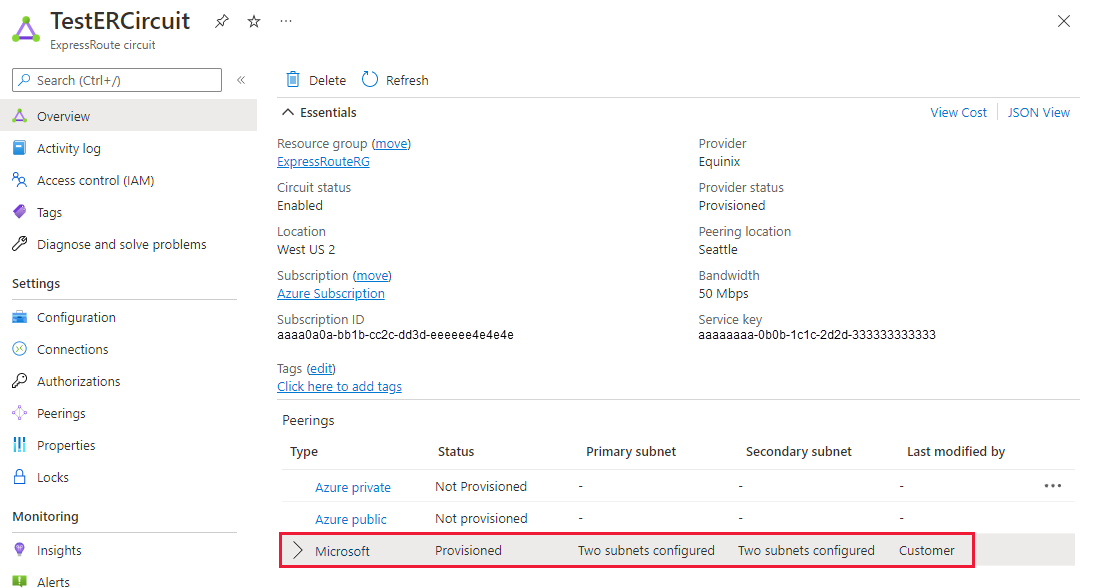 TestERCircuit
ExpressRoute circuit
Search (Ctrl+/)
Overview
Activity log
Access control (IAM)
Tags
Diagnose and solve problems
Settings
Configuration
Connections
Authorizations
Peerings
Properties
Locks
Monitoring
Insights
Alerts
Delete Refresh
Essentials View Cost JSON View
Resource group (move)
ExpressRouteRG
Circuit status
Enabled
Location
West US 2
Subscription (move)
Azure Subscription
Subscription ID
aaaa0a0a-bb1b-cc2c-dd3d-eeeeee4e4e4e
Provider
Equinix
Provider status
Provisioned
Peering location
Seattle
Bandwidth
50 Mbps
Service key
aaaaaaaa-0b0b-1c1c-2d2d-333333333333
Tags (edit)
Click here to add tags
Peerings
Type Status Primary subnet Secondary subnet Last modified by
Azure private Not Provisioned - - -
Azure public Not provisioned - - -
Microsoft Provisioned Two subnets configured Two subnets configured Customer